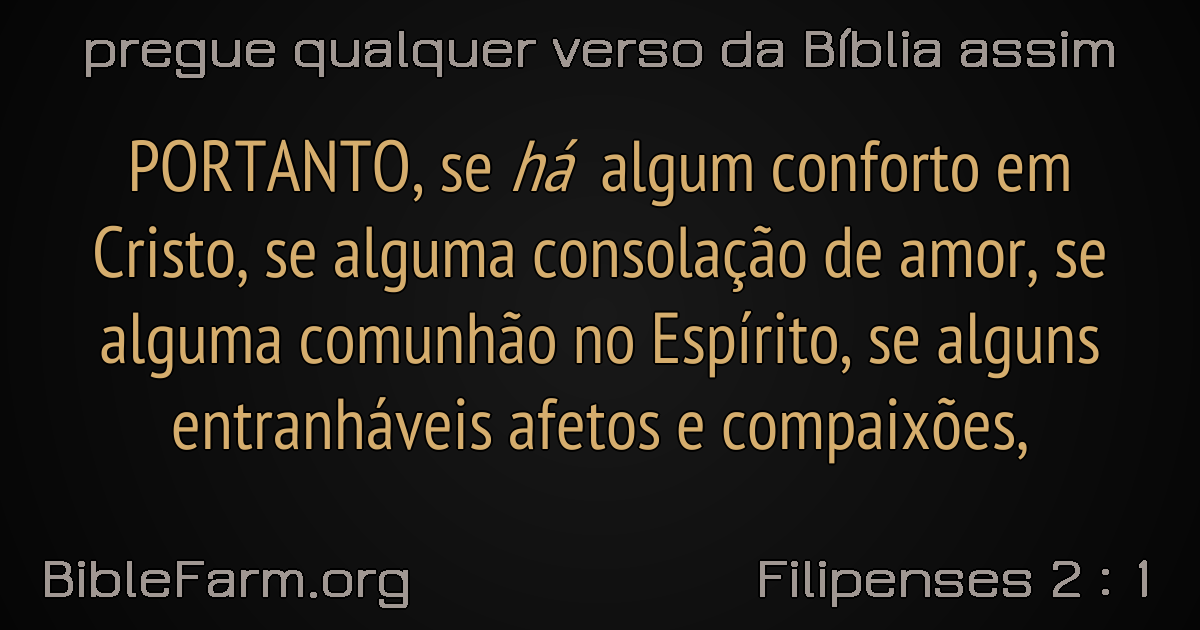 pregue qualquer verso da Bíblia assim
PORTANTO, se há algum conforto em
Cristo, se alguma consolação de amor, se
alguma comunhão no Espírito, se alguns
entranháveis afetos e compaixões,
BibleFarm.org
Filipenses 2 : 1